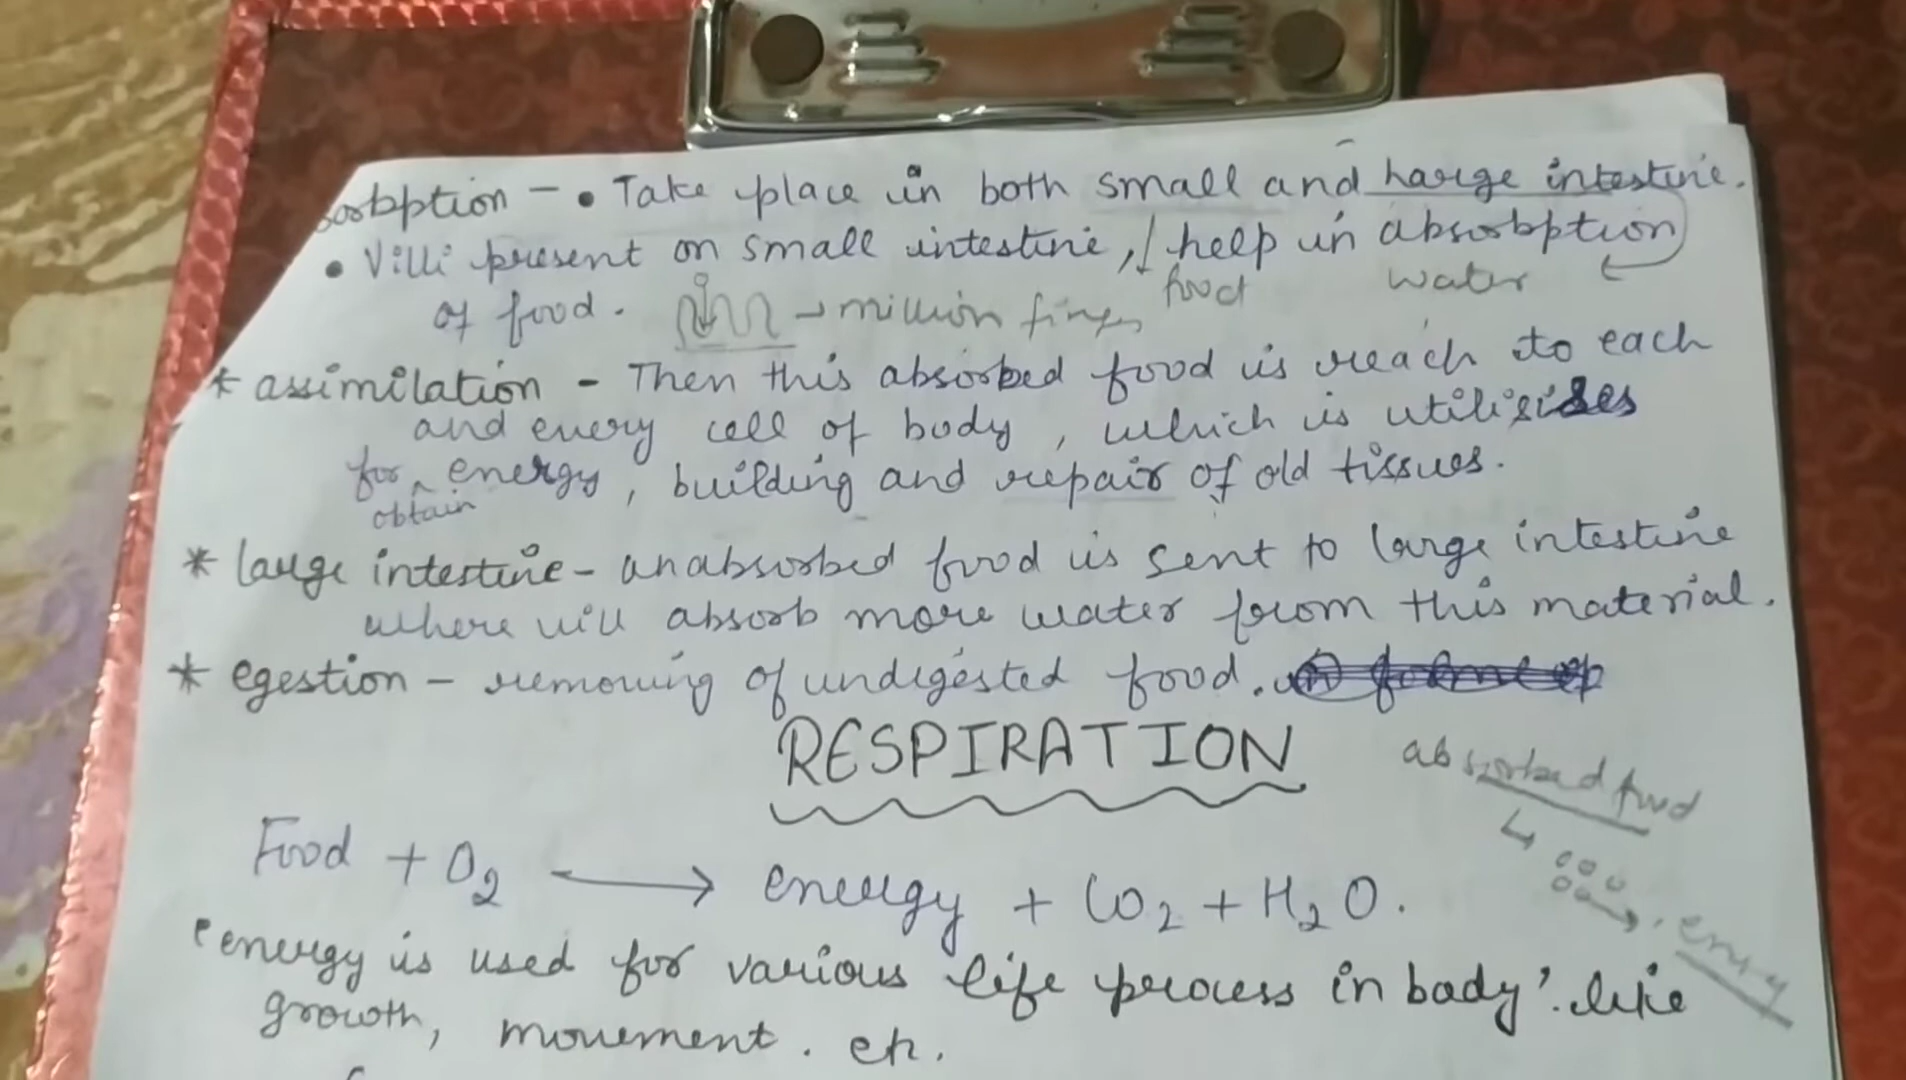 sorbption - • Take place in both small and harge intestine.
• Villi present on small intestine, help in absorbption
food water
of food. → million finger
* assimilation - Then this absorbed food is reach to each
and every cell of body, which is utilisises
for energy, building and repair of old tissues.
obtain
* large intestine - unabsorbed food is sent to large intestine
where will absorb more water from this material.
* egestion - removing of undigested food.
RESPIRATION
absorbed food
Food + O2 → energy + CO2 + H2O.
energy
• energy is used for various life process in body'. like
growth, movement. etc.